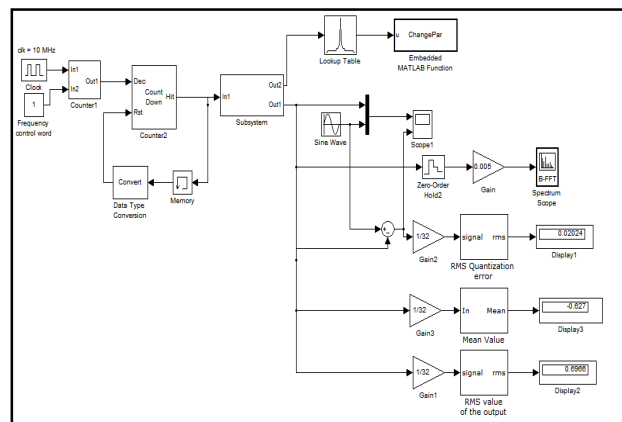 clk = 10 MHz
Clock
1
Frequency
control word
In1
In2
Out1
Counter1
Dec
Rst
Count
Down
Hit
Counter2
Convert
Data Type
Conversion
Memory
In1
Out2
Out1
Subsystem
Lookup Table
u
ChangePar
Embedded
MATLAB Function
Sine Wave
Scope1
Zero-Order
Hold2
0.005
Gain
B-FFT
Spectrum
Scope
1/32
Gain2
signal
rms
RMS Quantization
error
0.02024
Display1
1/32
Gain3
In
Mean
Mean Value
-0.627
Display3
1/32
Gain1
signal
rms
RMS value
of the output
0.6966
Display2